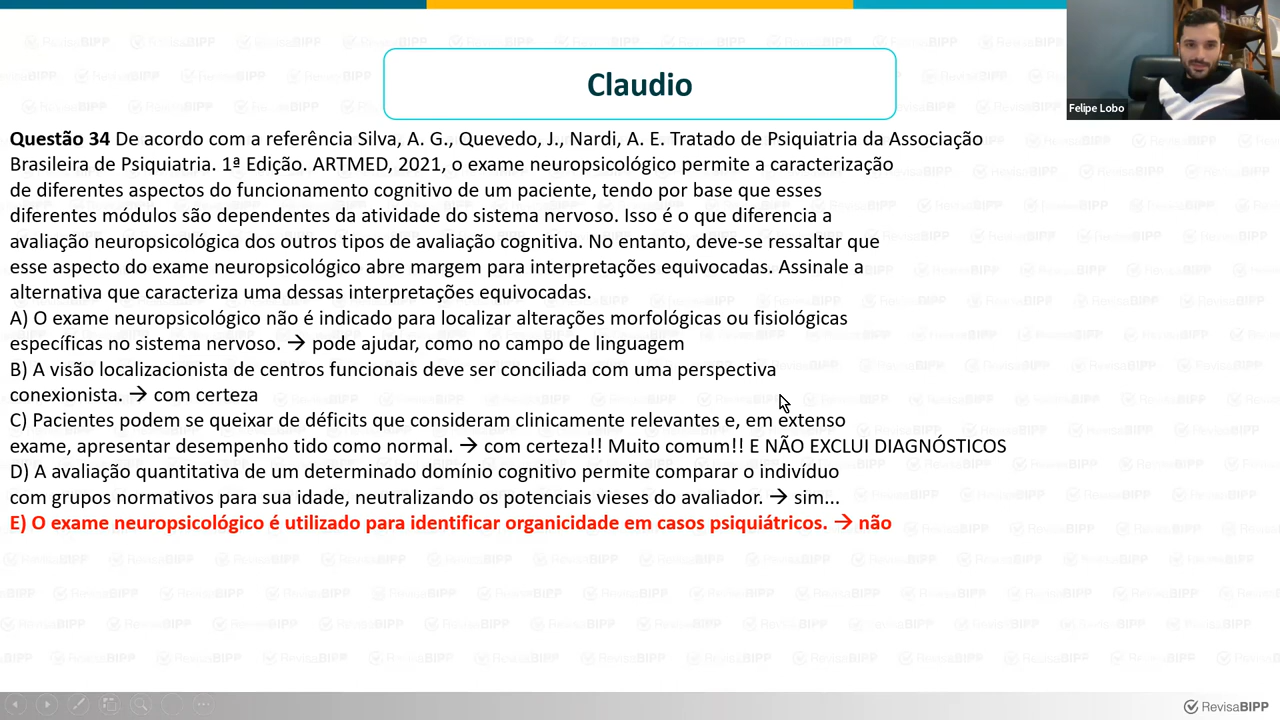 Claudio
Felipe Lobo
Questão 34 De acordo com a referência Silva, A. G., Quevedo, J., Nardi, A. E. Tratado de Psiquiatria da Associação
Brasileira de Psiquiatria. 1ª Edição. ARTMED, 2021, o exame neuropsicológico permite a caracterização
de diferentes aspectos do funcionamento cognitivo de um paciente, tendo por base que esses
diferentes módulos são dependentes da atividade do sistema nervoso. Isso é o que diferencia a
avaliação neuropsicológica dos outros tipos de avaliação cognitiva. No entanto, deve-se ressaltar que
esse aspecto do exame neuropsicológico abre margem para interpretações equivocadas. Assinale a
alternativa que caracteriza uma dessas interpretações equivocadas.
A) O exame neuropsicológico não é indicado para localizar alterações morfológicas ou fisiológicas
específicas no sistema nervoso. → pode ajudar, como no campo de linguagem
B) A visão localizacionista de centros funcionais deve ser conciliada com uma perspectiva
conexionista. → com certeza
C) Pacientes podem se queixar de déficits que consideram clinicamente relevantes e, em extenso
exame, apresentar desempenho tido como normal. → com certeza!! Muito comum!! E NÃO EXCLUI DIAGNÓSTICOS
D) A avaliação quantitativa de um determinado domínio cognitivo permite comparar o indivíduo
com grupos normativos para sua idade, neutralizando os potenciais vieses do avaliador. → sim...
E) O exame neuropsicológico é utilizado para identificar organicidade em casos psiquiátricos. → não
RevisaBIPP